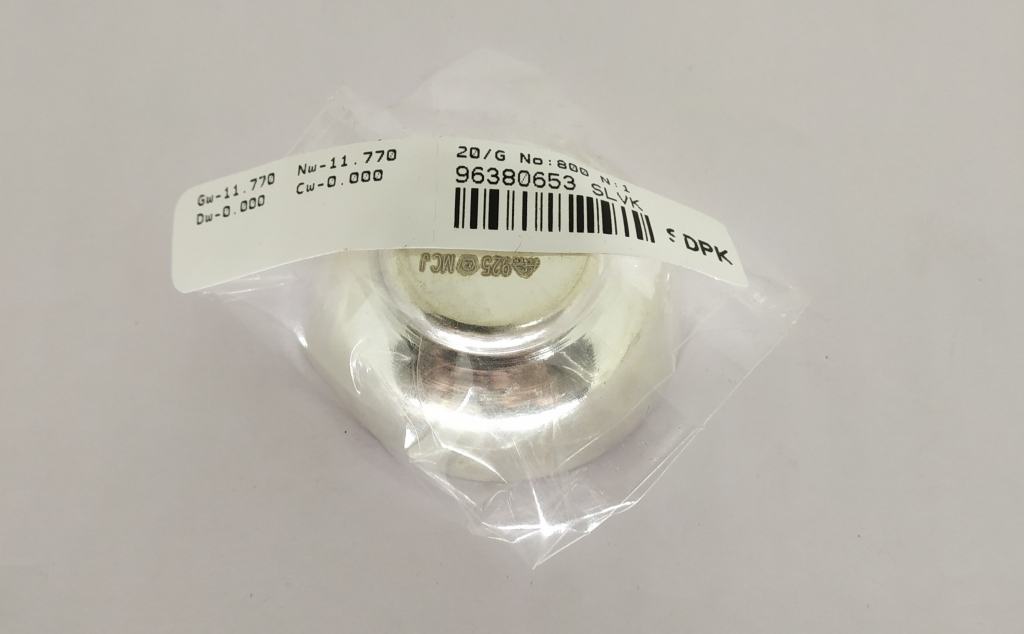 Gw-11.770 Nw-11.770
Dw-0.000 Cw-0.000
20/G No:800 N:1
96380653 SLVK
S DPK
925 MCJ